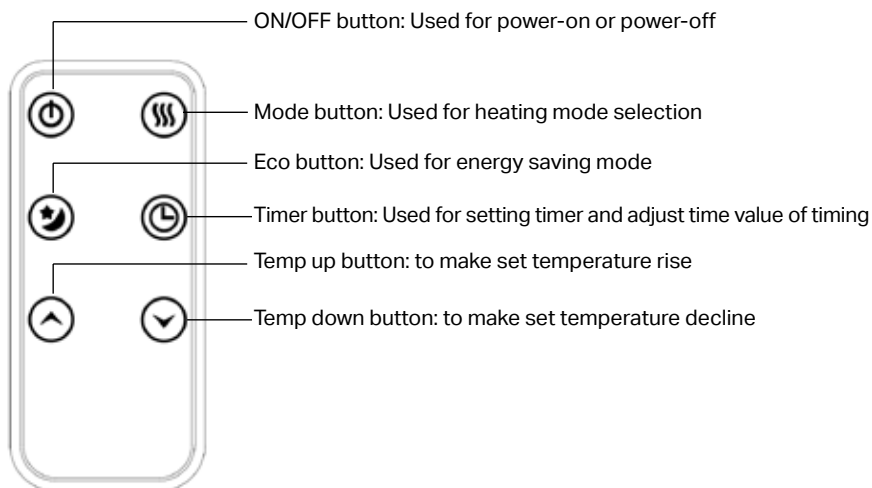 ON/OFF button: Used for power-on or power-off
Mode button: Used for heating mode selection
Eco button: Used for energy saving mode
Timer button: Used for setting timer and adjust time value of timing
Temp up button: to make set temperature rise
Temp down button: to make set temperature decline